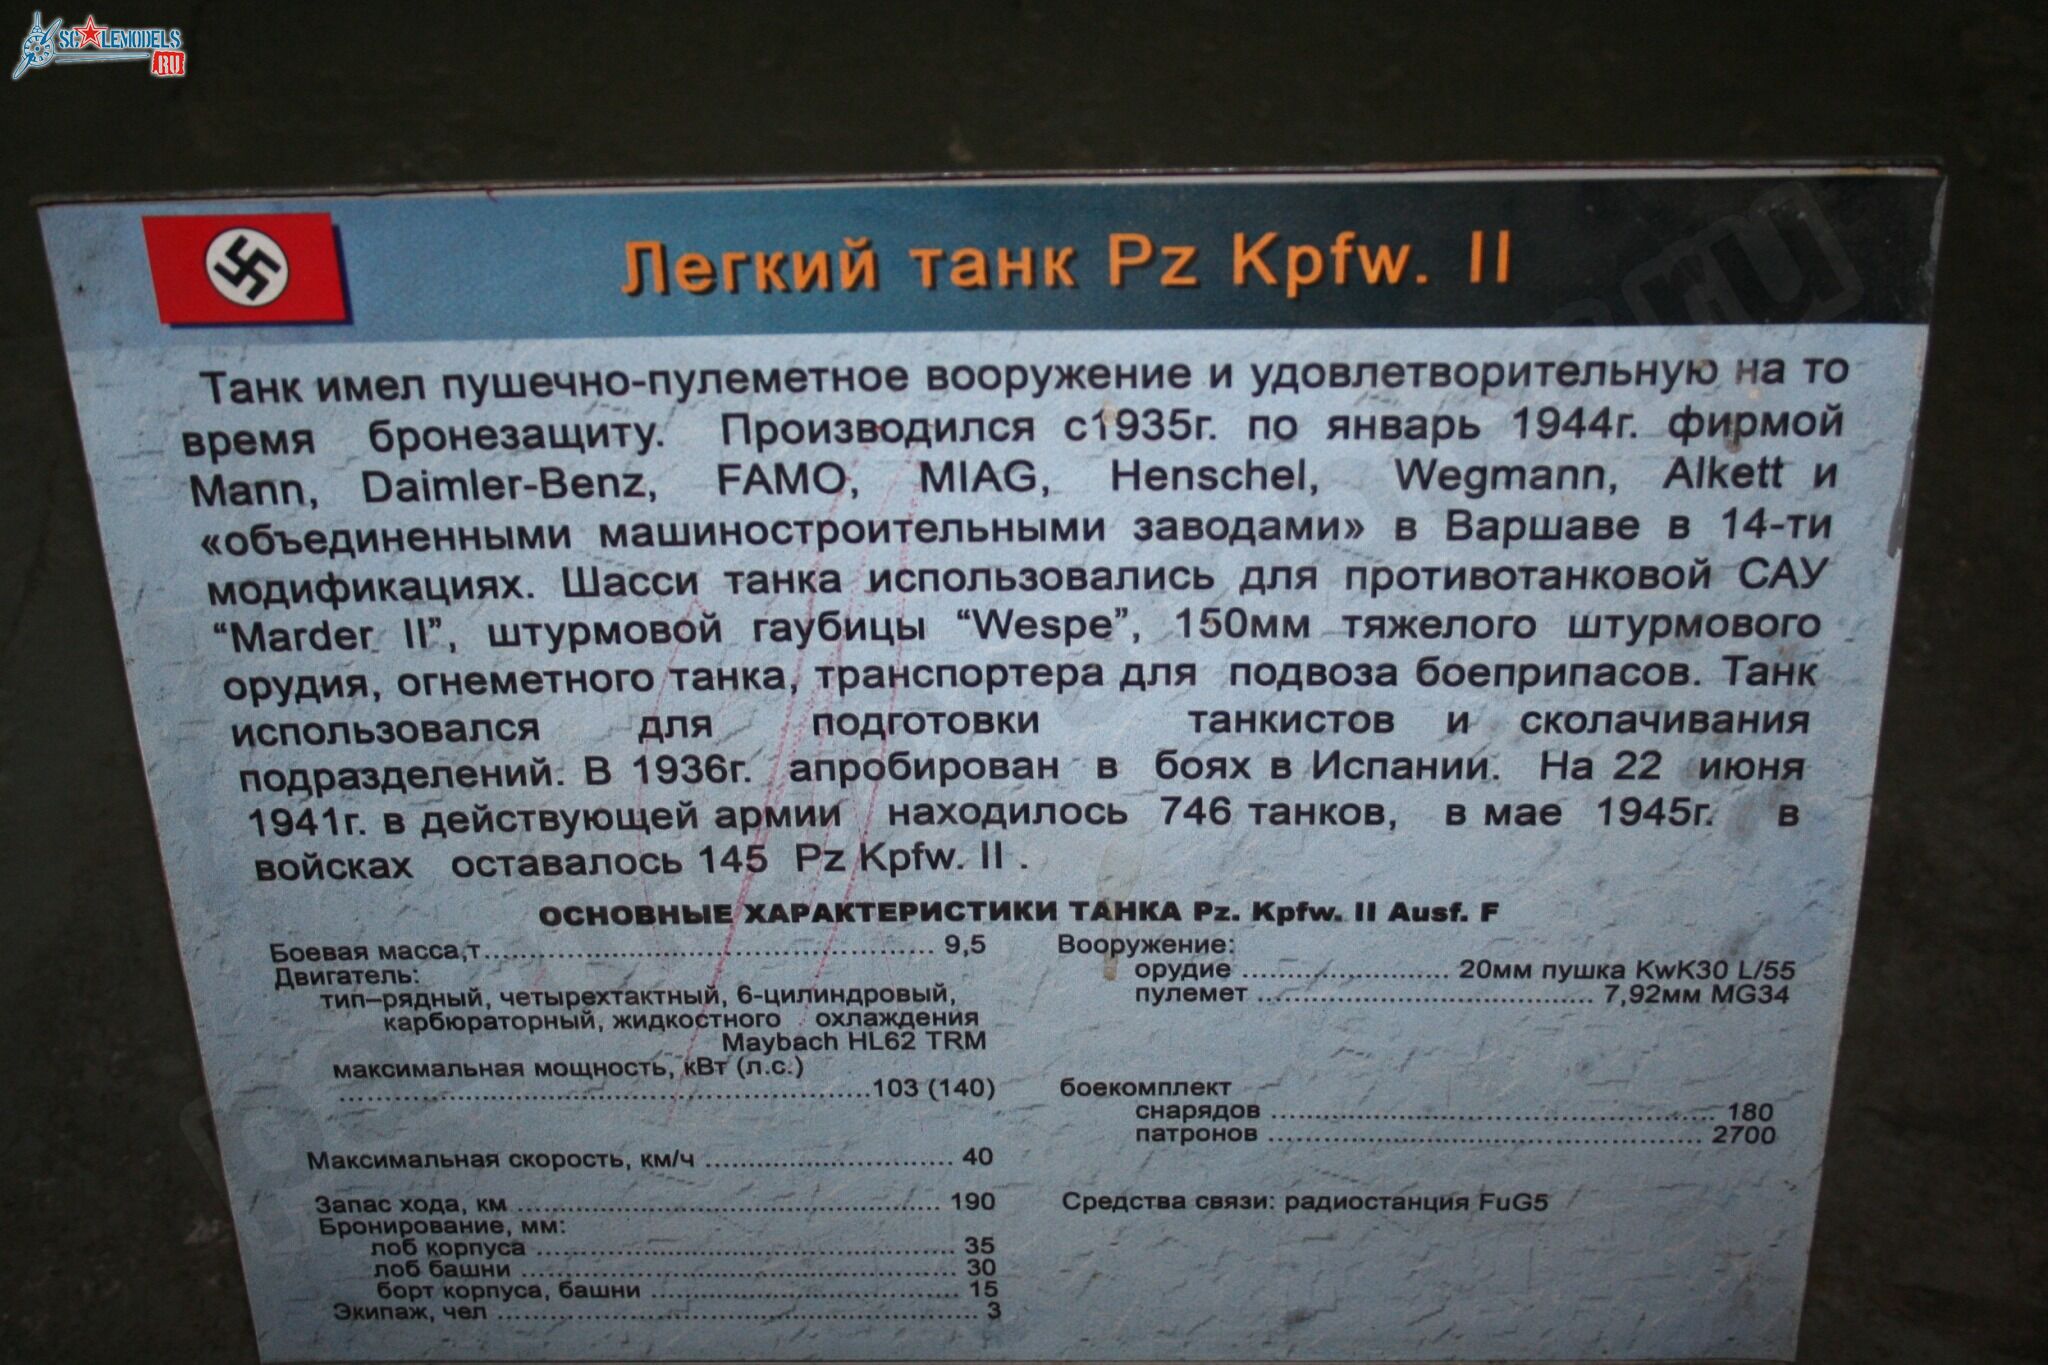 SCALEMODELS
.RU
Легкий танк Pz Kpfw. II
Танк имел пушечно-пулеметное вооружение и удовлетворительную на то
время бронезащиту. Производился с1935г. по январь 1944г. фирмой
Mann, Daimler-Benz, FAMO, MIAG, Henschel, Wegmann, Alkett и
«объединенными машиностроительными заводами» в Варшаве в 14-ти
модификациях. Шасси танка использовались для противотанковой САУ
“Marder II”, штурмовой гаубицы “Wespe”, 150мм тяжелого штурмового
орудия, огнеметного танка, транспортера для подвоза боеприпасов. Танк
использовался для подготовки танкистов и сколачивания
подразделений. В 1936г. апробирован в боях в Испании. На 22 июня
1941г. в действующей армии находилось 746 танков, в мае 1945г. в
войсках оставалось 145 Pz Kpfw. II .
ОСНОВНЫЕ ХАРАКТЕРИСТИКИ ТАНКА Pz. Kpfw. II Ausf. F
Боевая масса,т.......................................... 9,5
Двигатель:
тип–рядный, четырехтактный, 6-цилиндровый,
карбюраторный, жидкостного охлаждения
Maybach HL62 TRM
максимальная мощность, кВт (л.с.)
..................................................103 (140)
Максимальная скорость, км/ч ....................... 40
Запас хода, км ........................................ 190
Бронирование, мм:
лоб корпуса ....................................... 35
лоб башни ......................................... 30
борт корпуса, башни ............................ 15
Экипаж, чел ............................................. 3
Вооружение:
орудие ................... 20мм пушка KwK30 L/55
пулемет ............................... 7,92мм MG34
боекомплект
снарядов ......................................... 180
патронов ........................................ 2700
Средства связи: радиостанция FuG5